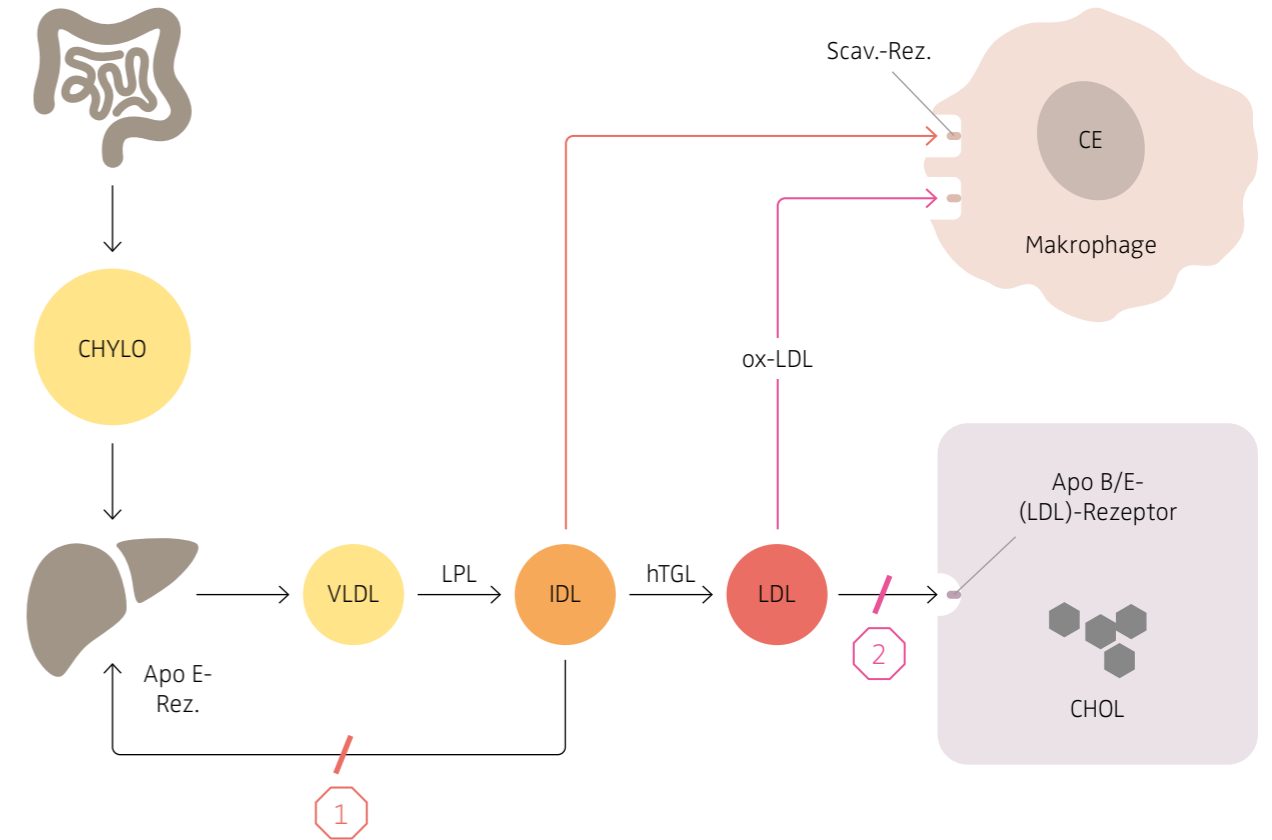 Scav.-Rez.
CE
Makrophage
CHYLO
ox-LDL
Apo B/E-
(LDL)-Rezeptor
VLDL
LPL
IDL
hTGL
LDL
2
CHOL
Apo E-
Rez.
1